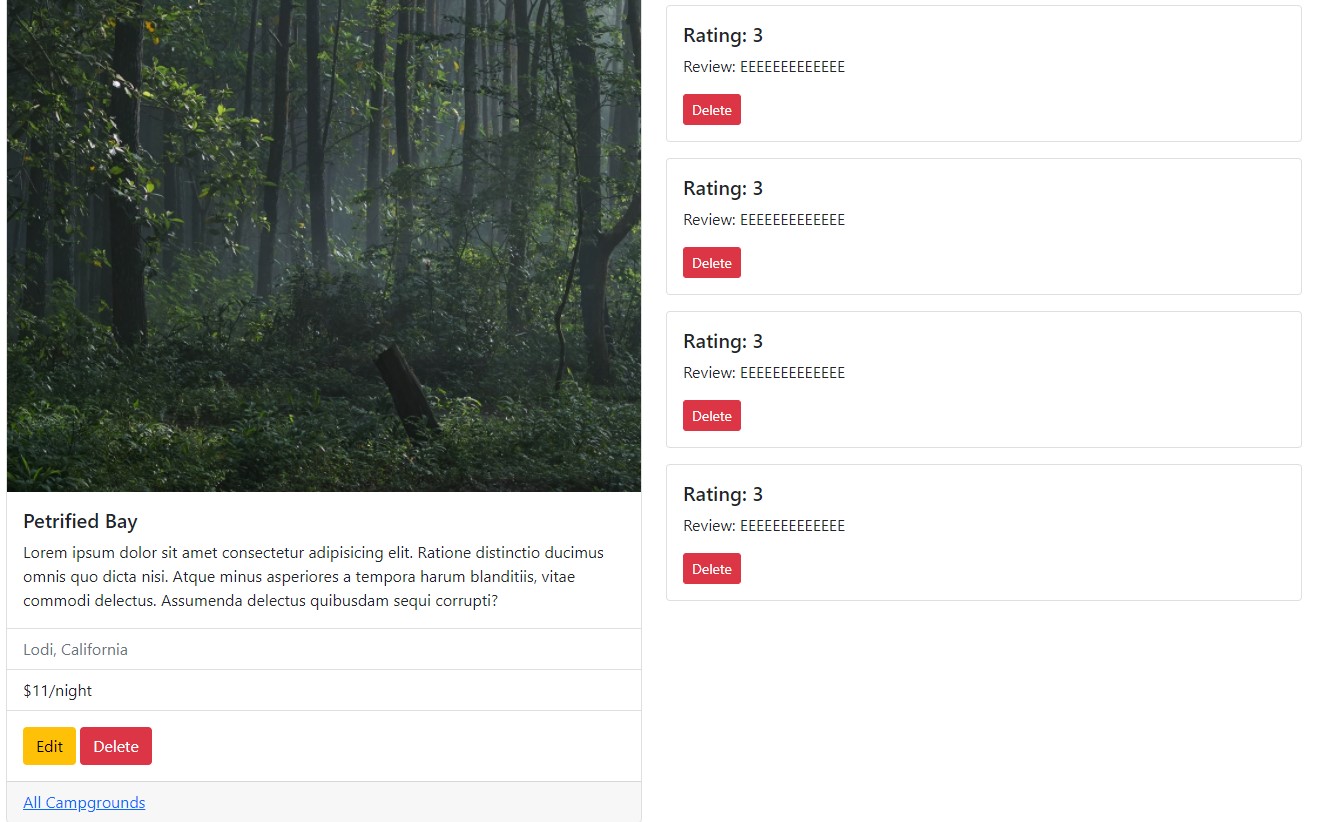 Petrified Bay
Lorem ipsum dolor sit amet consectetur adipisicing elit. Ratione distinctio ducimus
omnis quo dicta nisi. Atque minus asperiores a tempora harum blanditiis, vitae
commodi delectus. Assumenda delectus quibusdam sequi corrupti?
Lodi, California
$11/night
Edit Delete
All Campgrounds
Rating: 3
Review: EEEEEEEEEEEEE
Delete
Rating: 3
Review: EEEEEEEEEEEEE
Delete
Rating: 3
Review: EEEEEEEEEEEEE
Delete
Rating: 3
Review: EEEEEEEEEEEEE
Delete